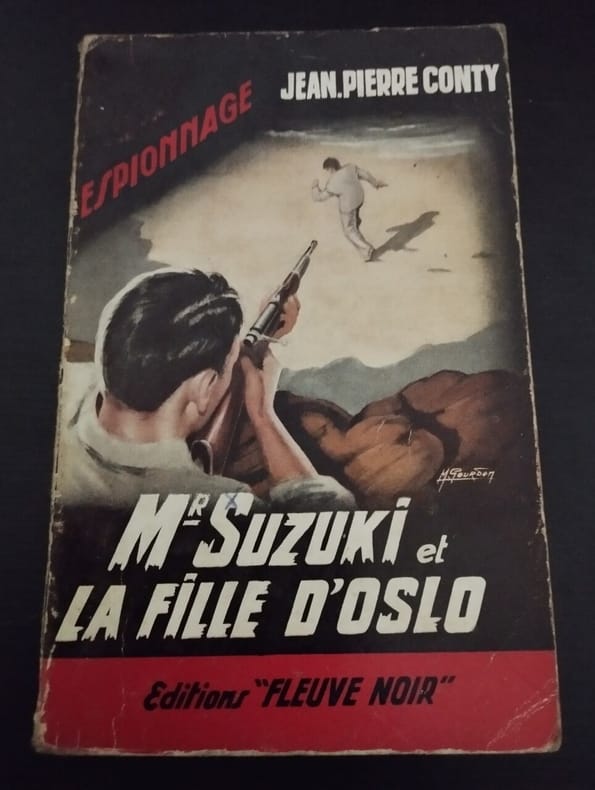 JEAN.PIERRE CONTY
ESPIONNAGE
M. Gourdon
MR SUZUKI et
LA FILLE D'OSLO
Editions "FLEUVE NOIR"